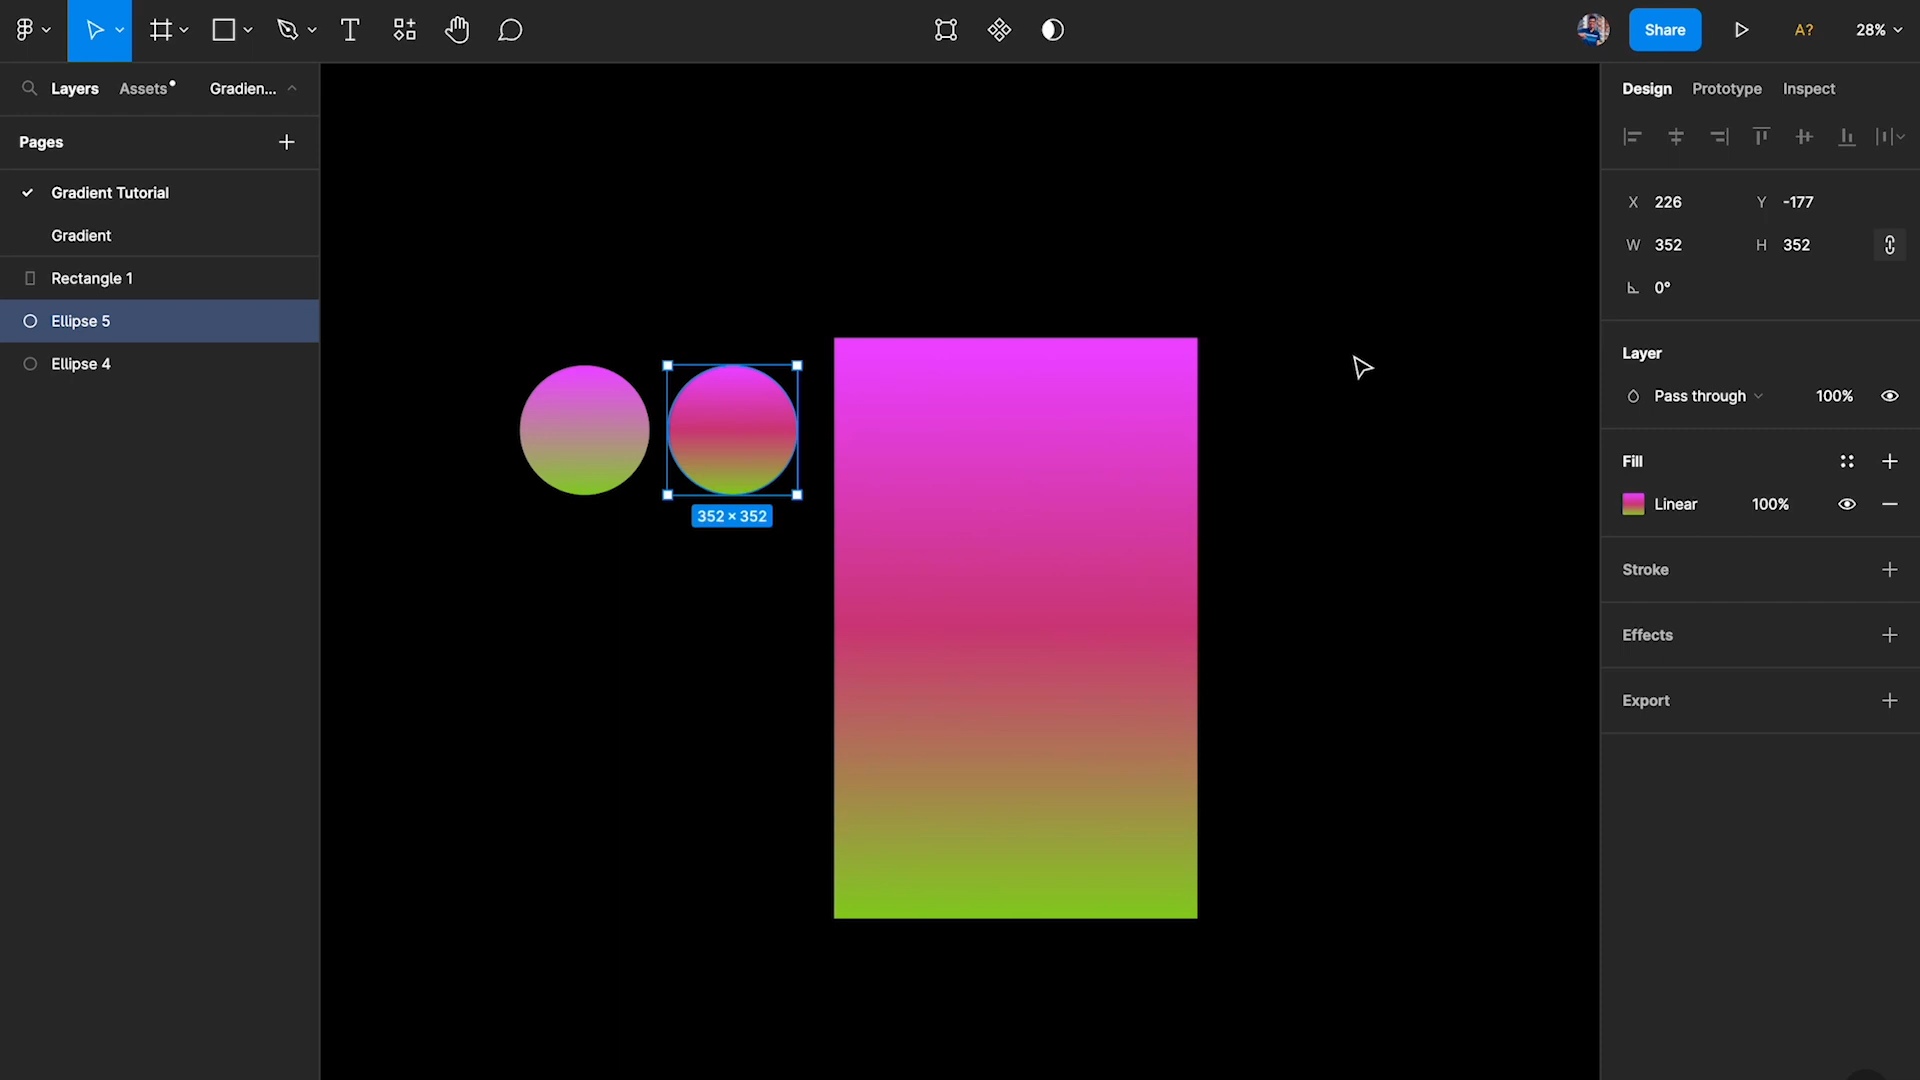 Share
A?
28%
Layers
Assets
Gradien...
Pages
Gradient Tutorial
Gradient
Rectangle 1
Ellipse 5
Ellipse 4
352 × 352
Design
Prototype
Inspect
X 226
Y -177
W 352
H 352
0°
Layer
Pass through
100%
Fill
Linear
100%
Stroke
Effects
Export